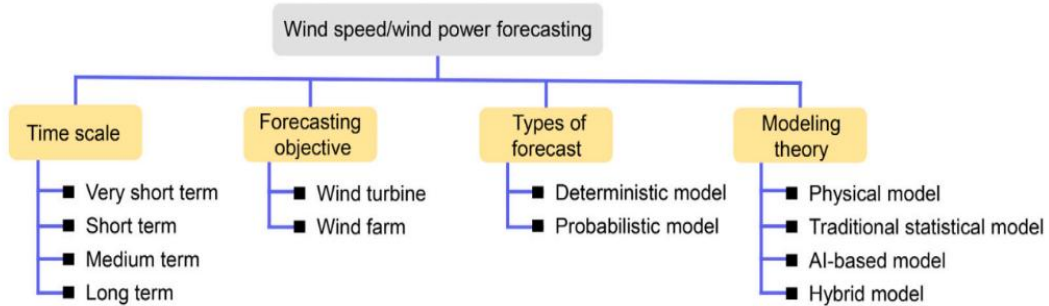 Wind speed/wind power forecasting
Time scale
Very short term
Short term
Medium term
Long term
Forecasting
objective
Wind turbine
Wind farm
Types of
forecast
Deterministic model
Probabilistic model
Modeling
theory
Physical model
Traditional statistical model
AI-based model
Hybrid model